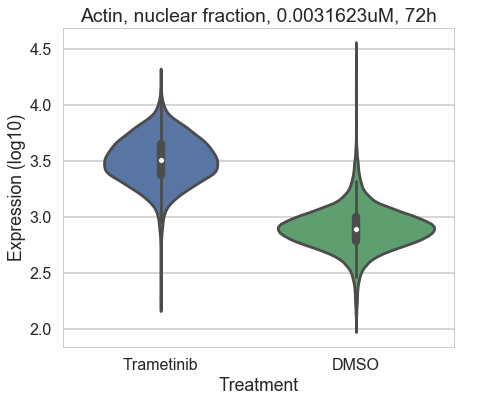 Actin, nuclear fraction, 0.0031623uM, 72h
4.5
4.0
3.5
3.0
2.5
2.0
Expression (log10)
Trametinib DMSO
Treatment